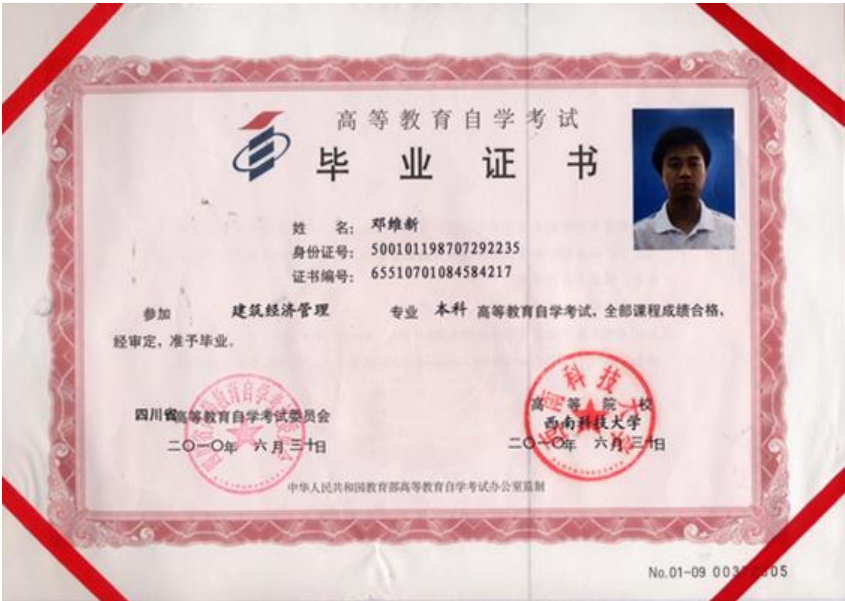 高等教育自学考试
毕业证书
姓 名: 邓维新
身份证号: 500101198707292235
证书编号: 65510701084584217
参加 建筑经济管理 专业 本科 高等教育自学考试,全部课程成绩合格,
经审定,准予毕业。
四川省高等教育自学考试委员会
二〇一〇年 六月三十日
西南科技大学
高等院校
西南科技大学
二〇一〇年 六月三十日
中华人民共和国教育部高等教育自学考试办公室监制
No.01-09